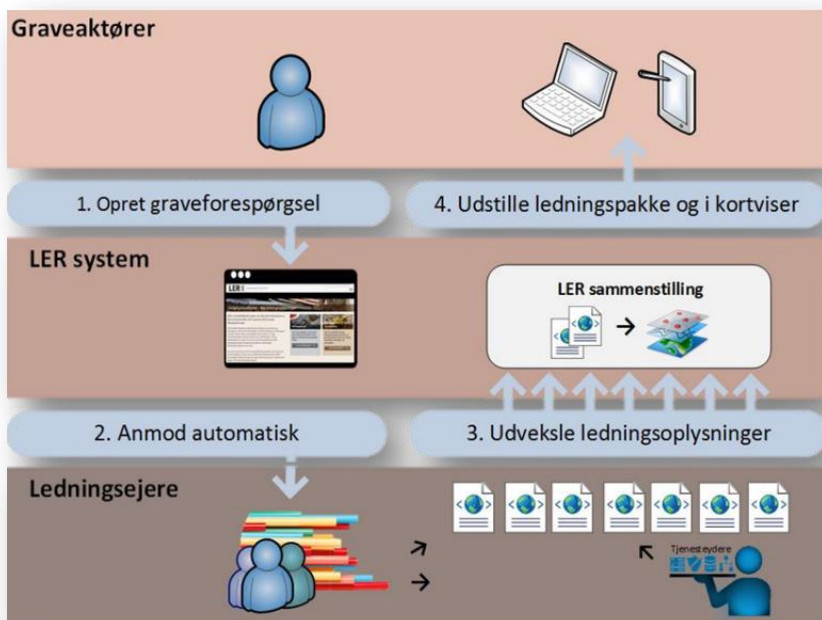 Graveaktører
1. Opret graveforespørgsel
4. Udstille ledningspakke og i kortviser
LER system
LER
LER sammenstilling
2. Anmod automatisk
3. Udveksle ledningsoplysninger
Ledningsejere
Tjenesteydere